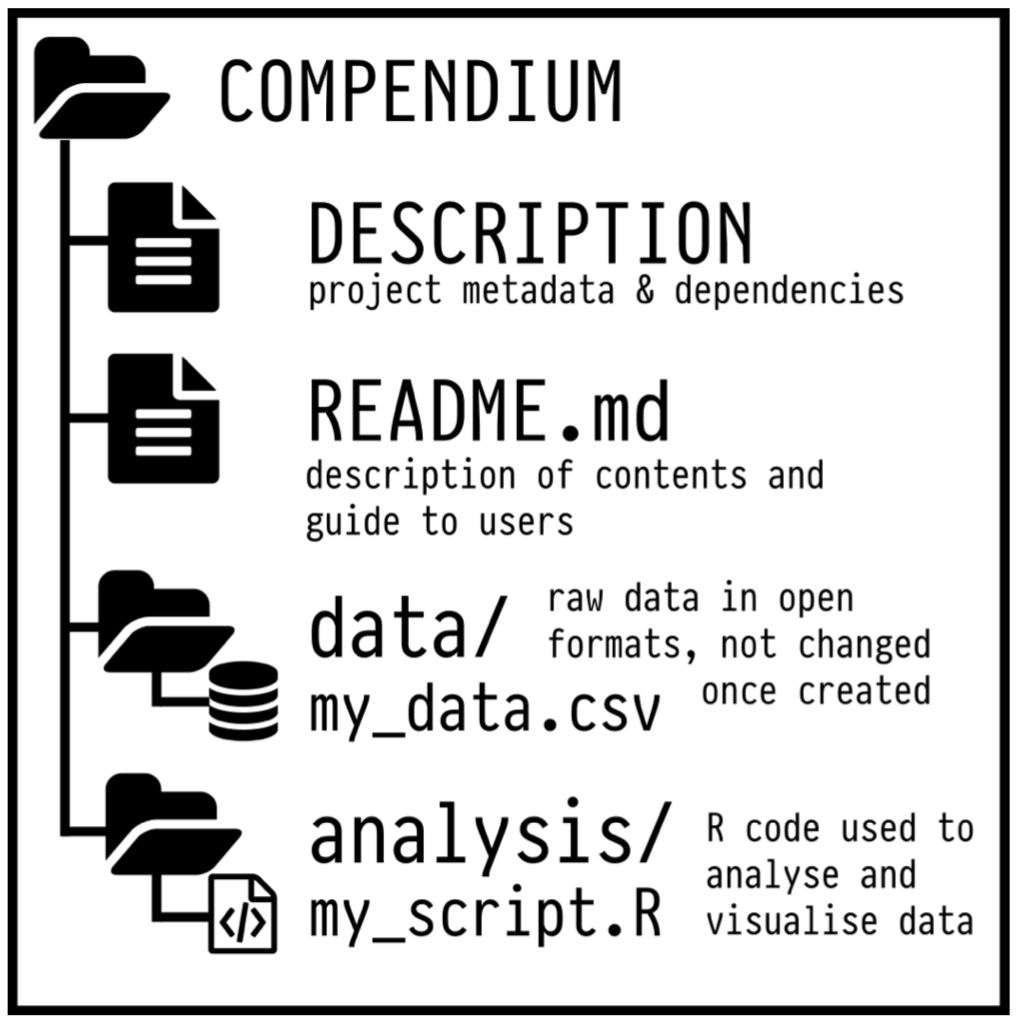 COMPENDIUM
DESCRIPTION
project metadata & dependencies
README.md
description of contents and
guide to users
data/
my_data.csv
raw data in open
formats, not changed
once created
analysis/
my_script.R
</>
R code used to
analyse and
visualise data